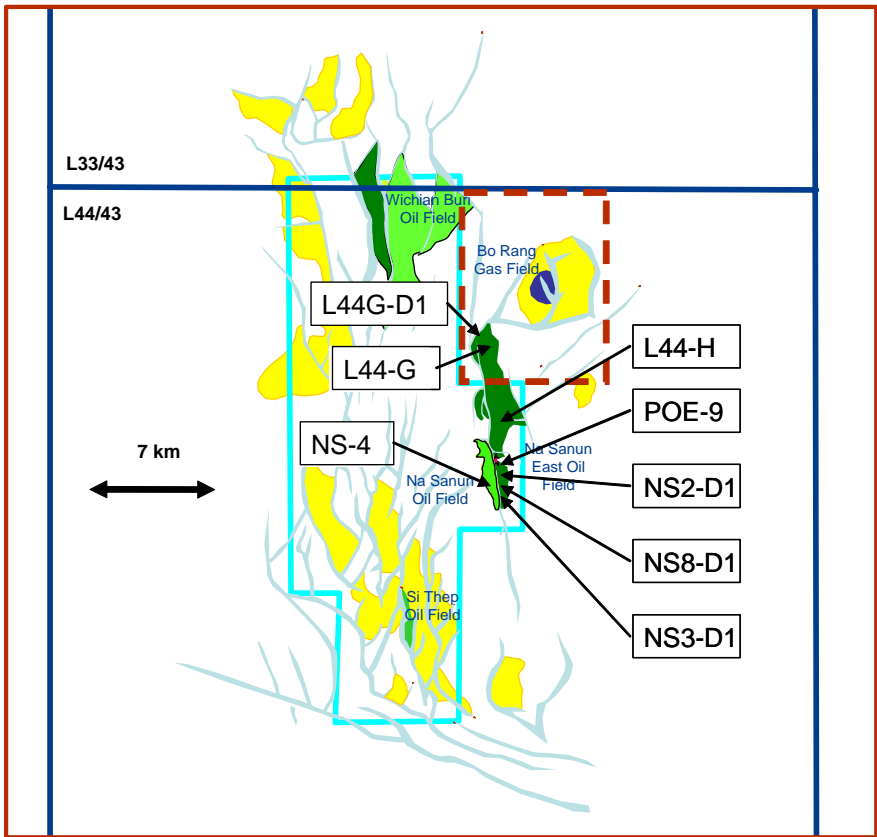 L33/43
L44/43
Wichian Buri
Oil Field
Bo Rang
Gas Field
L44G-D1
L44-G
L44-H
POE-9
NS-4
7 km
Na Sanun
East Oil
Field
Na Sanun
Oil Field
NS2-D1
NS8-D1
NS3-D1
Si Thep
Oil Field